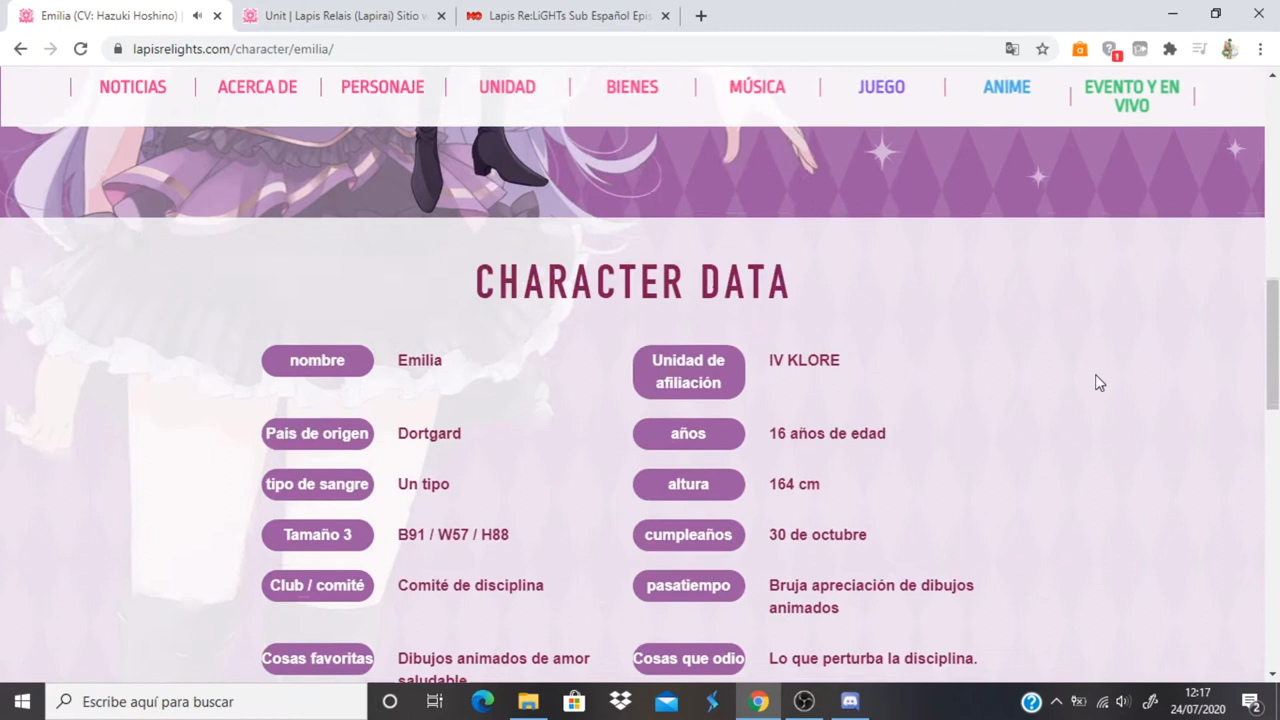 Emilia (CV: Hazuki Hoshino) |
Unit | Lapis Relais (Lapirai) Sitio w
Lapis Re:LiGHTs Sub Español Epis
lapisrelights.com/character/emilia/
1
NOTICIAS
ACERCA DE
PERSONAJE
UNIDAD
BIENES
MÚSICA
JUEGO
ANIME
EVENTO Y EN
VIVO
CHARACTER DATA
nombre
Emilia
Unidad de
afiliación
IV KLORE
País de origen
Dortgard
años
16 años de edad
tipo de sangre
Un tipo
altura
164 cm
Tamaño 3
B91 / W57 / H88
cumpleaños
30 de octubre
Club / comité
Comité de disciplina
pasatiempo
Bruja apreciación de dibujos
animados
Cosas favoritas
Dibujos animados de amor
saludable
Cosas que odio
Lo que perturba la disciplina.
Escribe aquí para buscar
12:17
24/07/2020
2